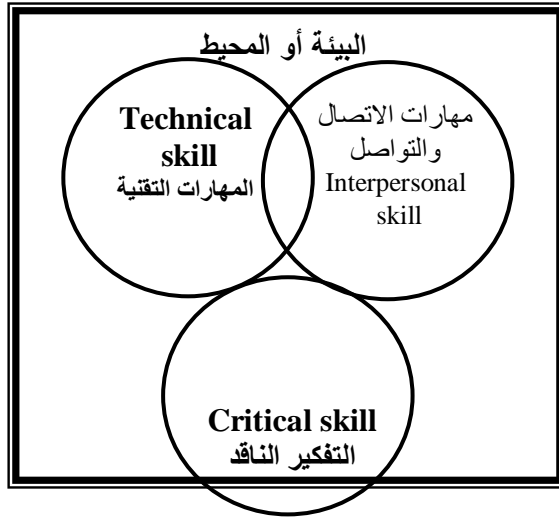 البيئة أو المحيط
Technical
skill
المهارات التقنية
مهارات الاتصال
والتواصل
Interpersonal
skill
Critical skill
التفكير الناقد